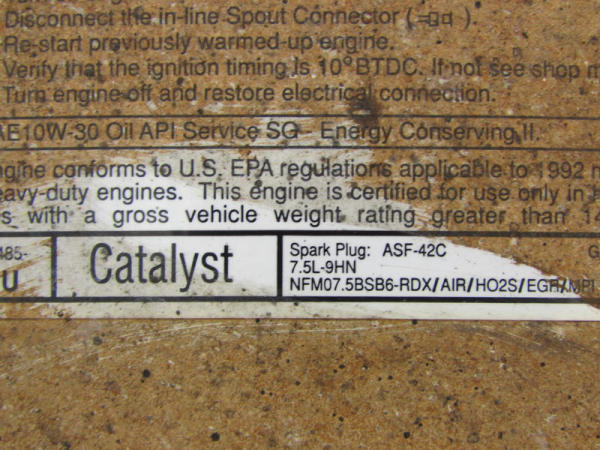 Disconnect the in-line Spout Connector ( ).
Re-start previously warmed-up engine.
Verify that the ignition timing is 10°BTDC. If not see shop m
Turn engine off and restore electrical connection.
AE10W-30 Oil API Service SG - Energy Conserving II.
ngine conforms to U.S. EPA regulations applicable to 1992 m
eavy-duty engines. This engine is certified for use only in h
s with a gross vehicle weight rating greater than 14
485-
U
Catalyst
Spark Plug: ASF-42C G
7.5L-9HN
NFM07.5BSB6-RDX/AIR/HO2S/EGR/MPI